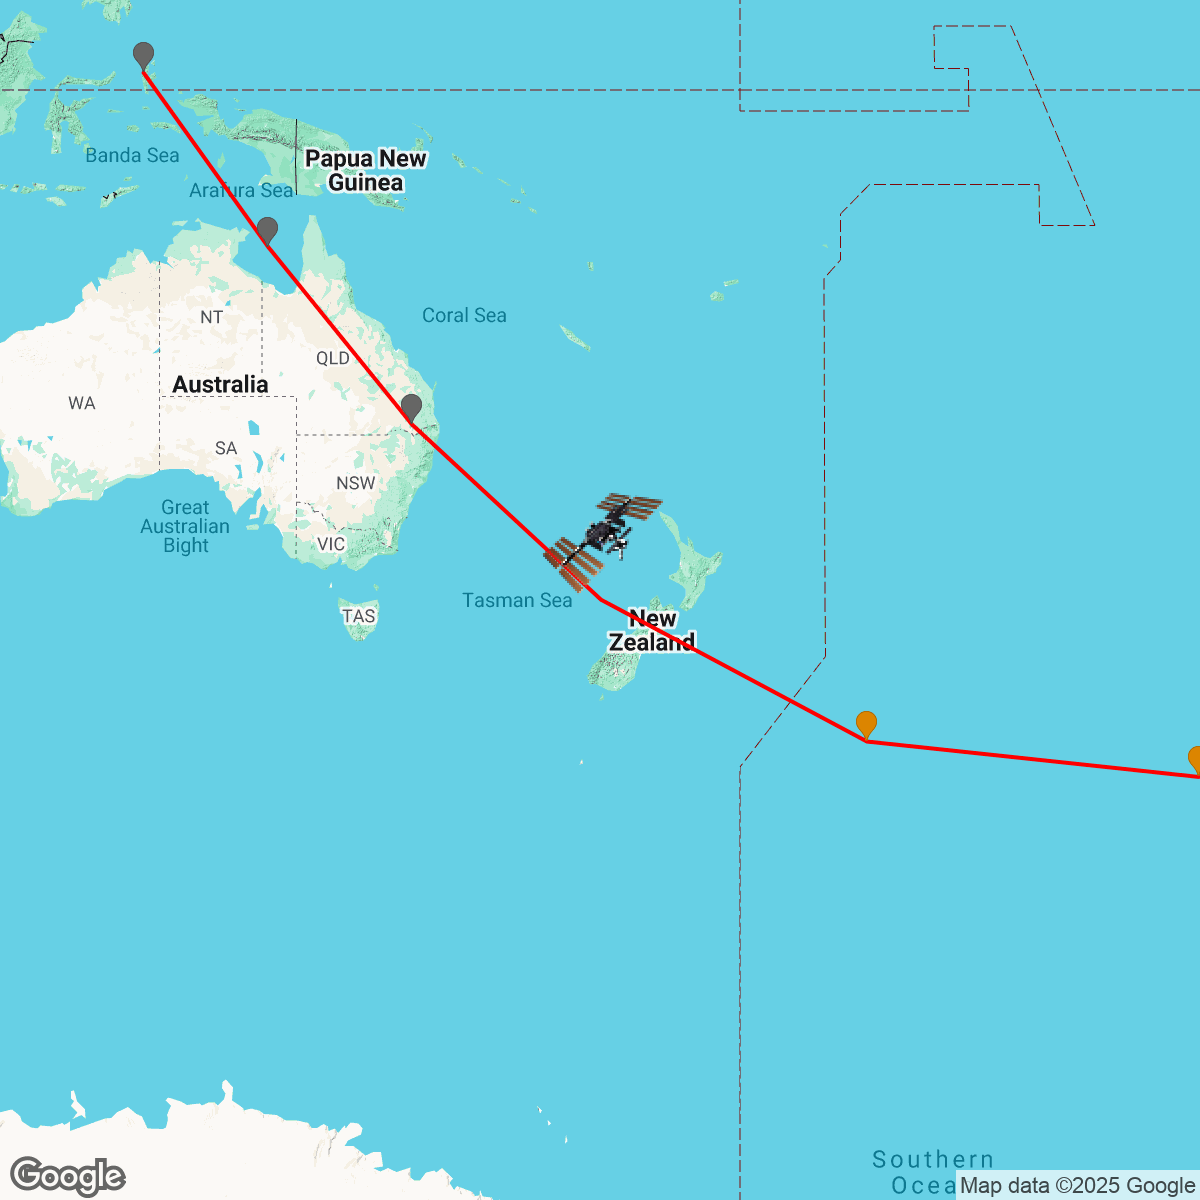 Banda Sea
Papua New
Guinea
Arafura Sea
Coral Sea
NT
QLD
Australia
WA
SA
NSW
Great
Australian
Bight
VIC
Tasman Sea
TAS
New
Zealand
Southern
Ocea
Google
Map data ©2025 Google